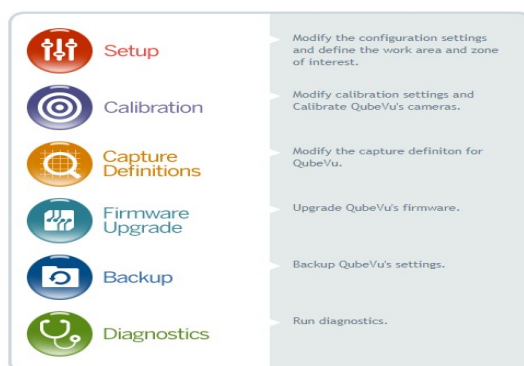 Setup
Modify the configuration settings
and define the work area and zone
of interest.
Calibration
Modify calibration settings and
Calibrate QubeVu's cameras.
Capture
Definitions
Modify the capture definiton for
QubeVu.
Firmware
Upgrade
Upgrade QubeVu's firmware.
Backup
Backup QubeVu's settings.
Diagnostics
Run diagnostics.